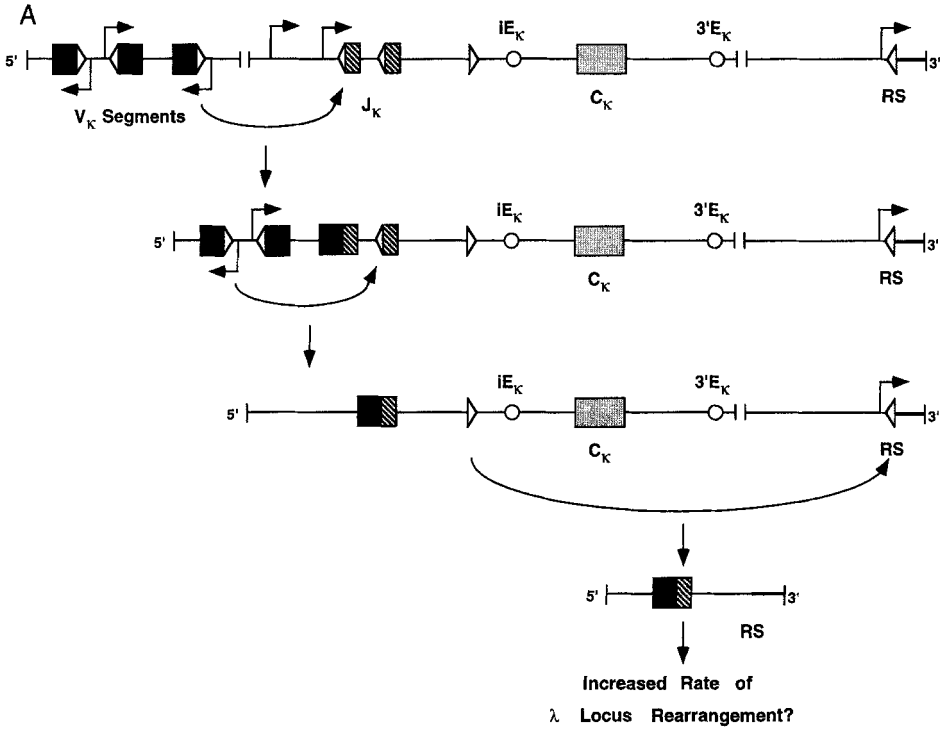 A
iEκ 3'Eκ
5' 3'
Vκ Segments Jκ Cκ RS
iEκ 3'Eκ
5' 3'
Cκ RS
iEκ 3'Eκ
5' 3'
Cκ RS
5' 3'
RS
Increased Rate of
λ Locus Rearrangement?